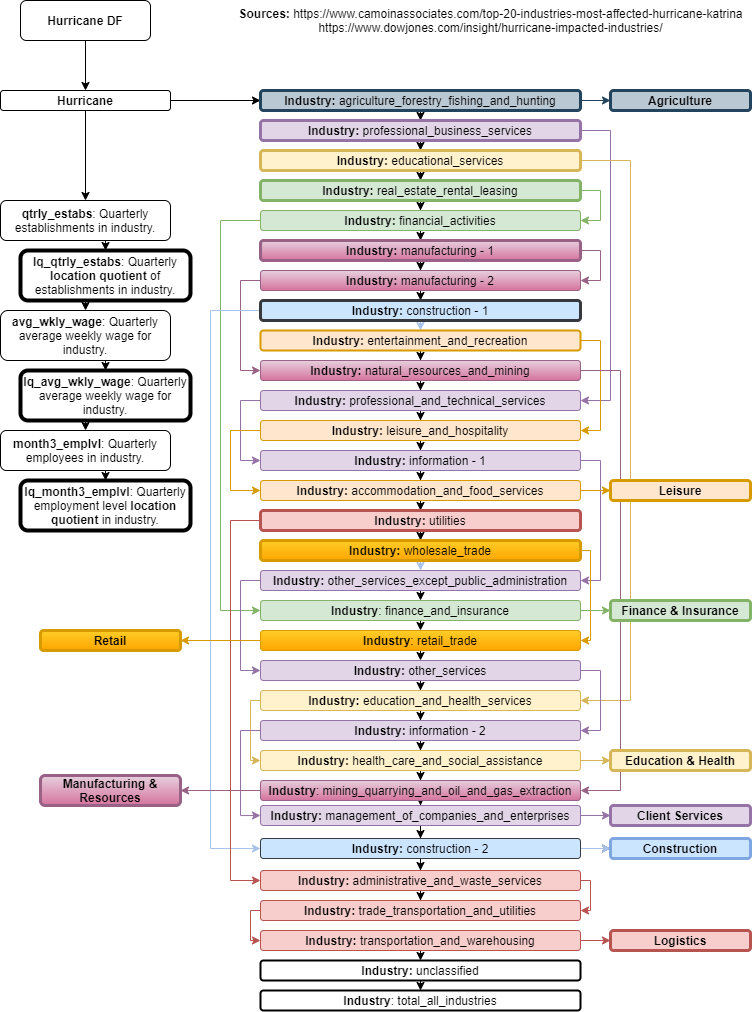 Hurricane DF
Sources: https://www.camoinassociates.com/top-20-industries-most-affected-hurricane-katrina
https://www.dowjones.com/insight/hurricane-impacted-industries/
Hurricane
qtrly_estabs: Quarterly
establishments in industry.
lq_qtrly_estabs: Quarterly
location quotient of
establishments in industry.
avg_wkly_wage: Quarterly
average weekly wage for
industry.
lq_avg_wkly_wage: Quarterly
average weekly wage for
industry.
month3_emplvl: Quarterly
employees in industry.
lq_month3_emplvl: Quarterly
employment level location
quotient in industry.
Industry: agriculture_forestry_fishing_and_hunting
Agriculture
Industry: professional_business_services
Industry: educational_services
Industry: real_estate_rental_leasing
Industry: financial_activities
Industry: manufacturing - 1
Industry: manufacturing - 2
Industry: construction - 1
Industry: entertainment_and_recreation
Industry: natural_resources_and_mining
Industry: professional_and_technical_services
Industry: leisure_and_hospitality
Industry: information - 1
Industry: accommodation_and_food_services
Leisure
Industry: utilities
Industry: wholesale_trade
Industry: other_services_except_public_administration
Industry: finance_and_insurance
Finance & Insurance
Retail
Industry: retail_trade
Industry: other_services
Industry: education_and_health_services
Industry: information - 2
Industry: health_care_and_social_assistance
Education & Health
Manufacturing &
Resources
Industry: mining_quarrying_and_oil_and_gas_extraction
Industry: management_of_companies_and_enterprises
Client Services
Industry: construction - 2
Construction
Industry: administrative_and_waste_services
Industry: trade_transportation_and_utilities
Industry: transportation_and_warehousing
Logistics
Industry: unclassified
Industry: total_all_industries